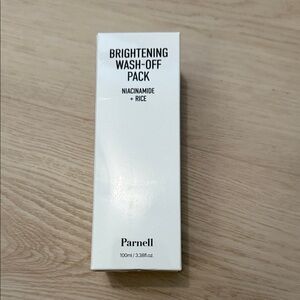 BRIGHTENING
WASH-OFF
PACK
NIACINAMIDE
+ RICE
Parnell
100ml / 3.38fl.oz.